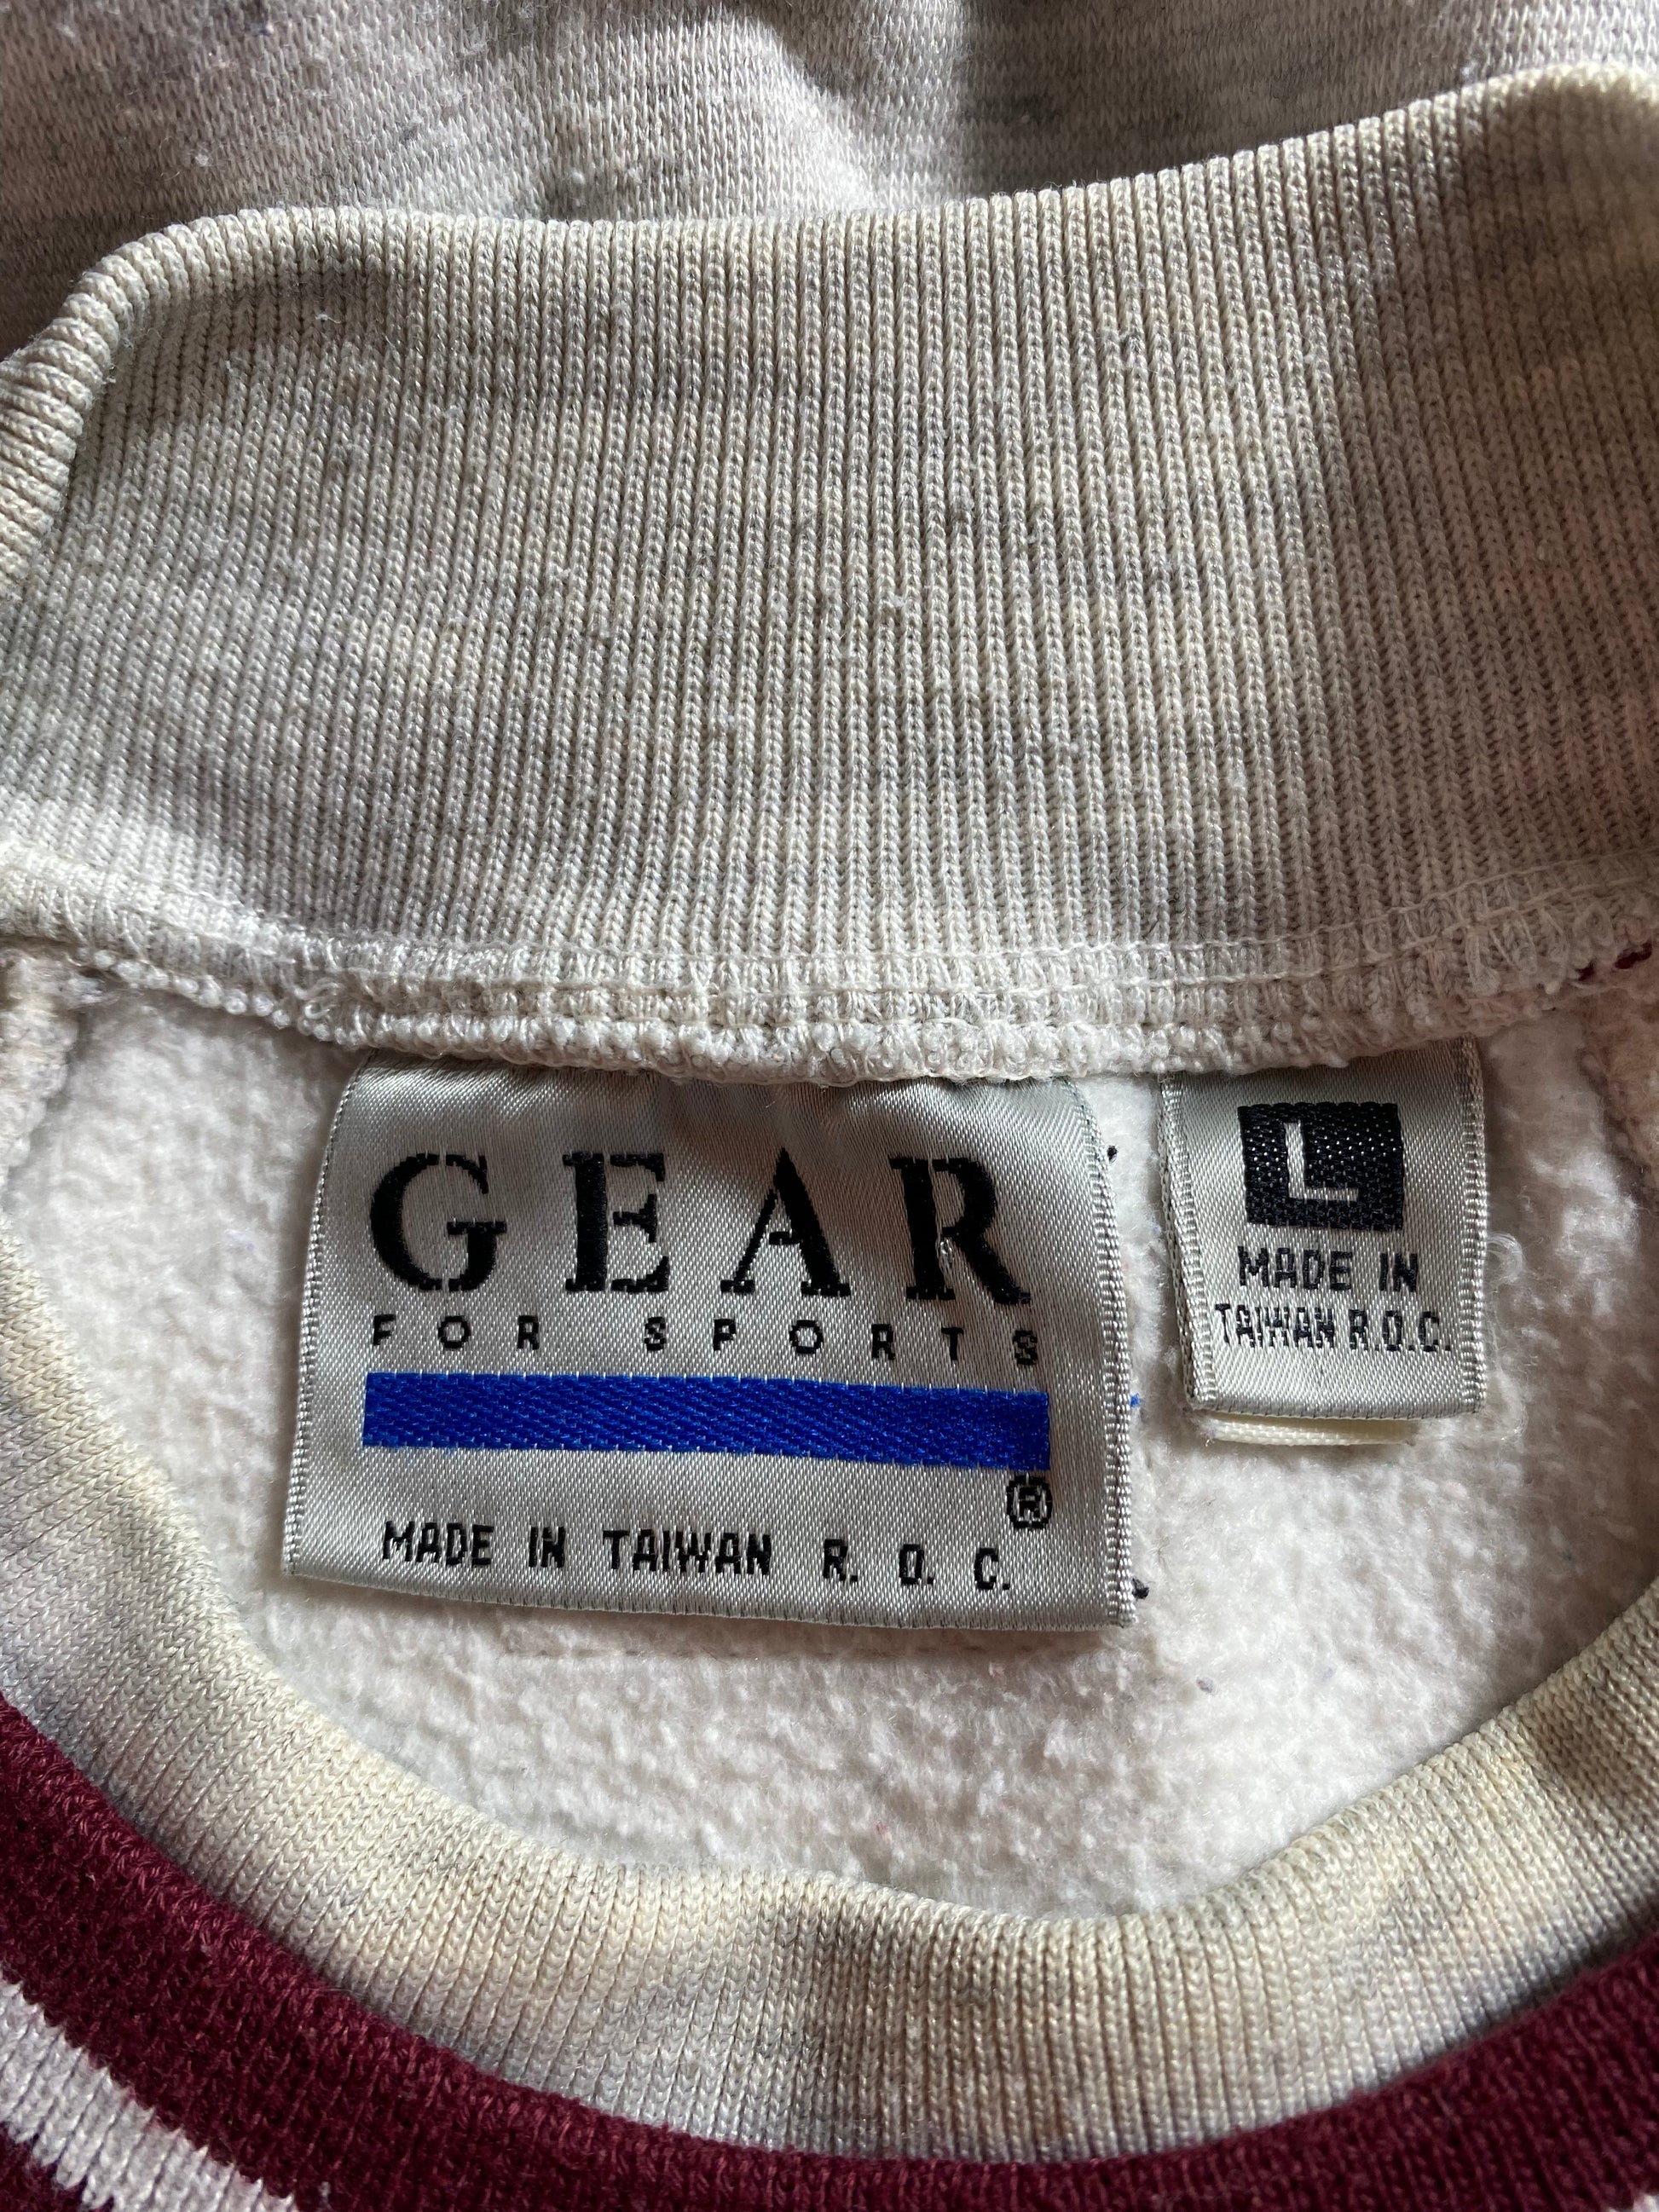 GEAR
FOR SPORTS
®
MADE IN TAIWAN R. O. C.
L
MADE IN
TAIWAN R.O.C.